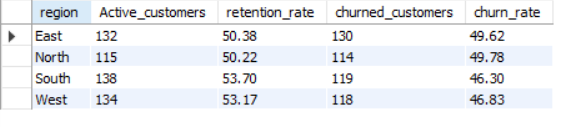 region Active_customers retention_rate churned_customers churn_rate
East 132 50.38 130 49.62
North 115 50.22 114 49.78
South 138 53.70 119 46.30
West 134 53.17 118 46.83